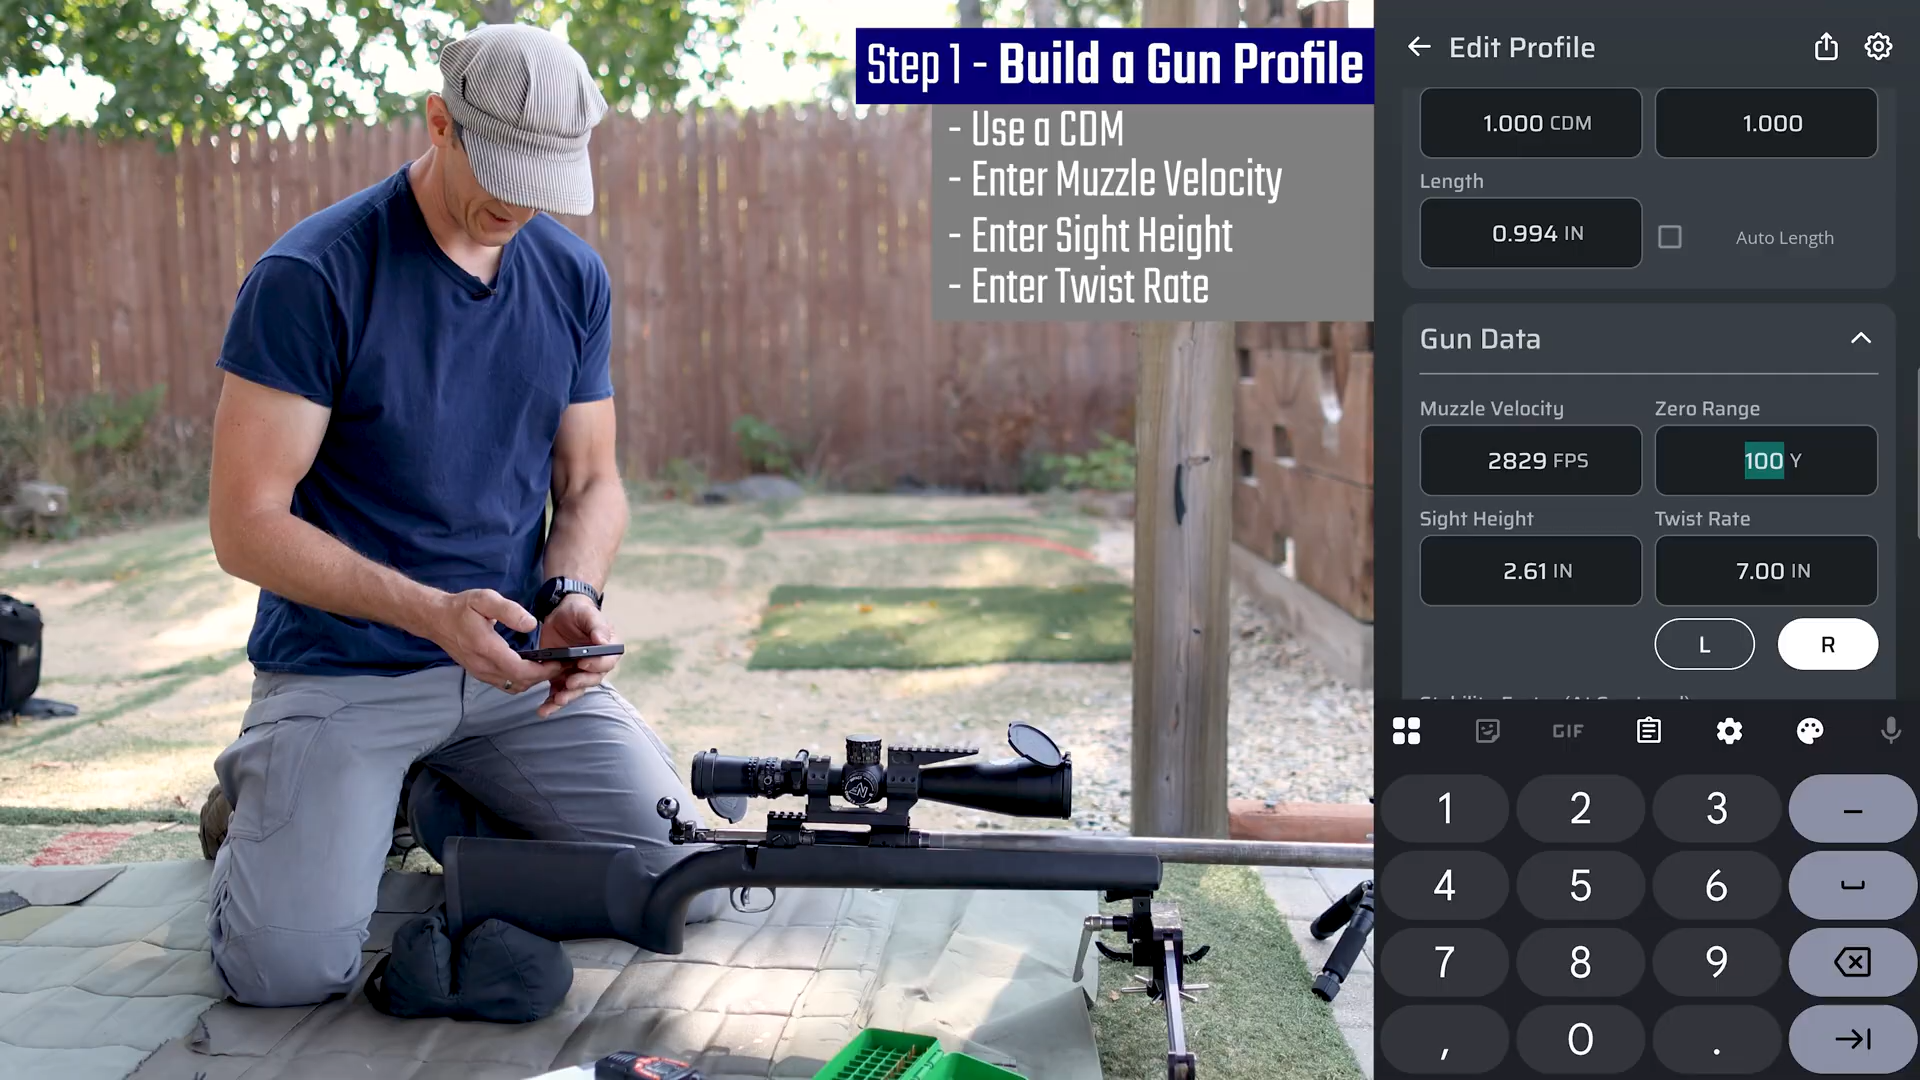 Step 1 - Build a Gun Profile
- Use a CDM
- Enter Muzzle Velocity
- Enter Sight Height
- Enter Twist Rate
Edit Profile
1.000 CDM
1.000
Length
0.994 IN
Auto Length
Gun Data
Muzzle Velocity
Zero Range
2829 FPS
100 Y
Sight Height
Twist Rate
2.61 IN
7.00 IN
L
R
GIF
1 2 3 –
4 5 6
7 8 9
, 0 .